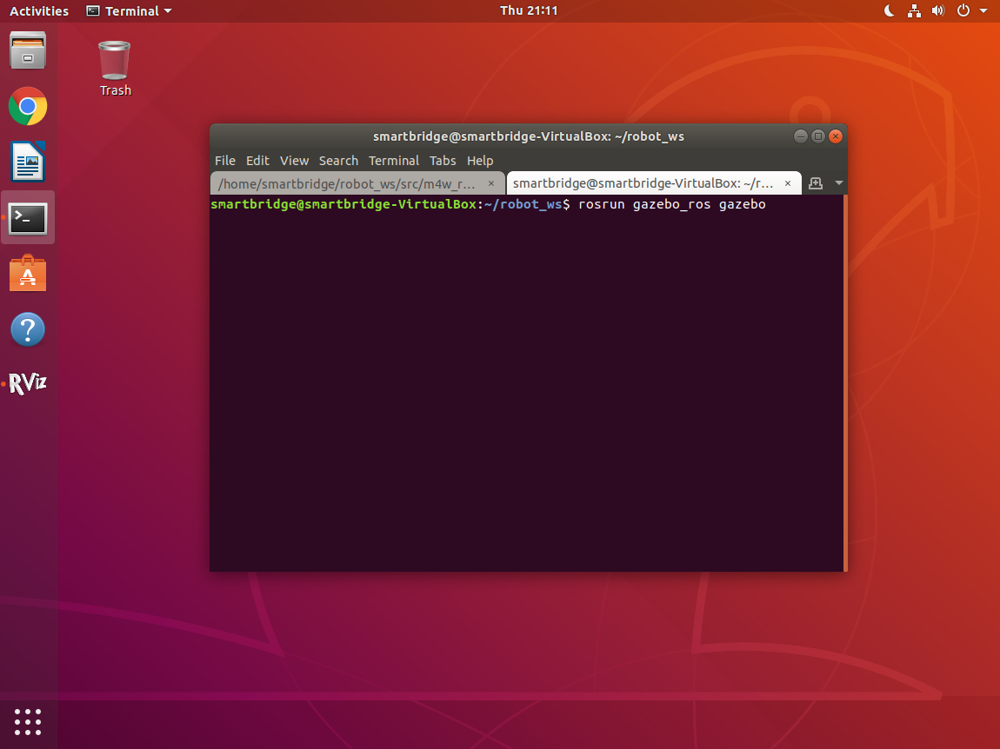 Activities Terminal Thu 21:11
Trash
smartbridge@smartbridge-VirtualBox: ~/robot_ws
File Edit View Search Terminal Tabs Help
/home/smartbridge/robot_ws/src/m4w_r... × smartbridge@smartbridge-VirtualBox: ~/r... ×
smartbridge@smartbridge-VirtualBox:~/robot_ws$ rosrun gazebo_ros gazebo
RViz